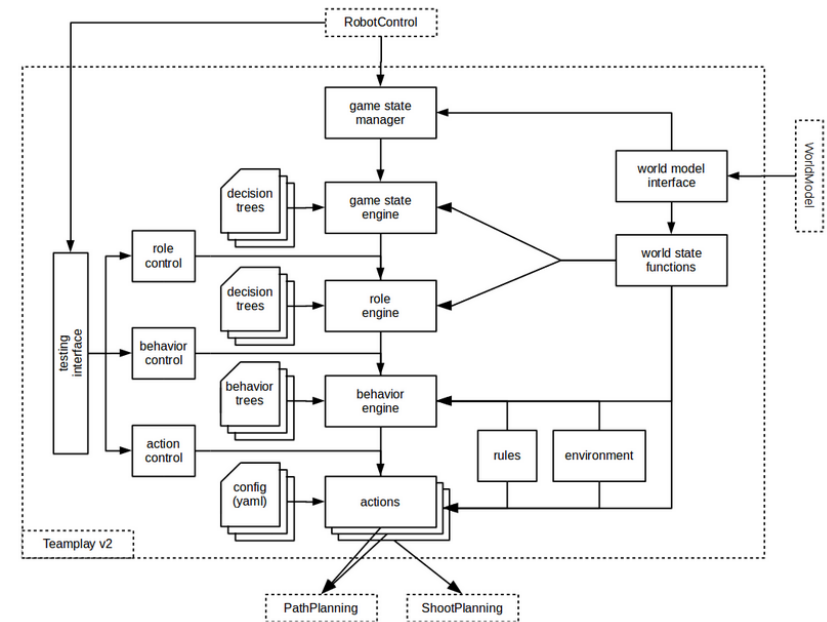 RobotControl
game state
manager
WorldModel
world model
interface
decision
trees
game state
engine
role
control
world state
functions
decision
trees
role
engine
testing
interface
behavior
control
behavior
trees
behavior
engine
action
control
rules
environment
config
(yaml)
actions
Teamplay v2
PathPlanning
ShootPlanning